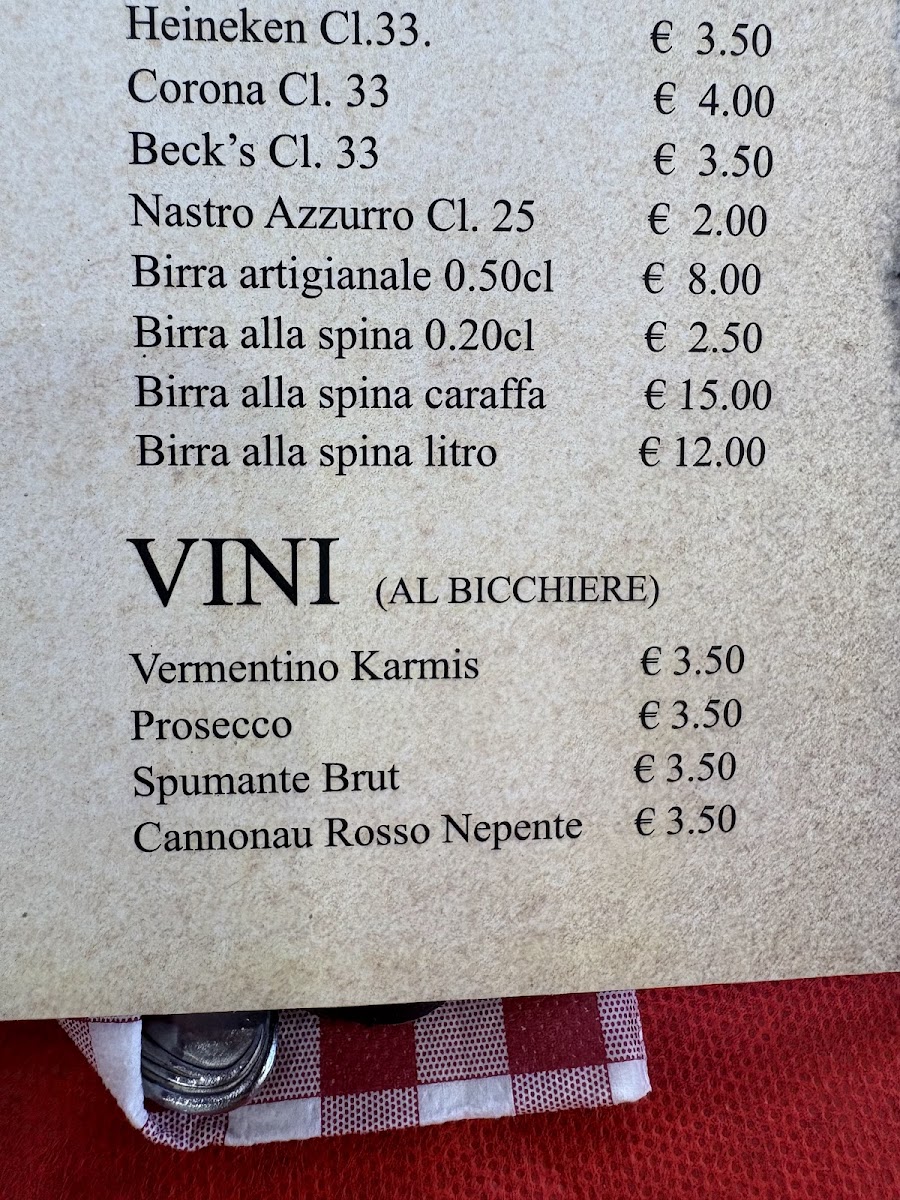 Heineken Cl.33. € 3.50
Corona Cl. 33 € 4.00
Beck’s Cl. 33 € 3.50
Nastro Azzurro Cl. 25 € 2.00
Birra artigianale 0.50cl € 8.00
Birra alla spina 0.20cl € 2.50
Birra alla spina caraffa € 15.00
Birra alla spina litro € 12.00
VINI (AL BICCHIERE)
Vermentino Karmis € 3.50
Prosecco € 3.50
Spumante Brut € 3.50
Cannonau Rosso Nepente € 3.50